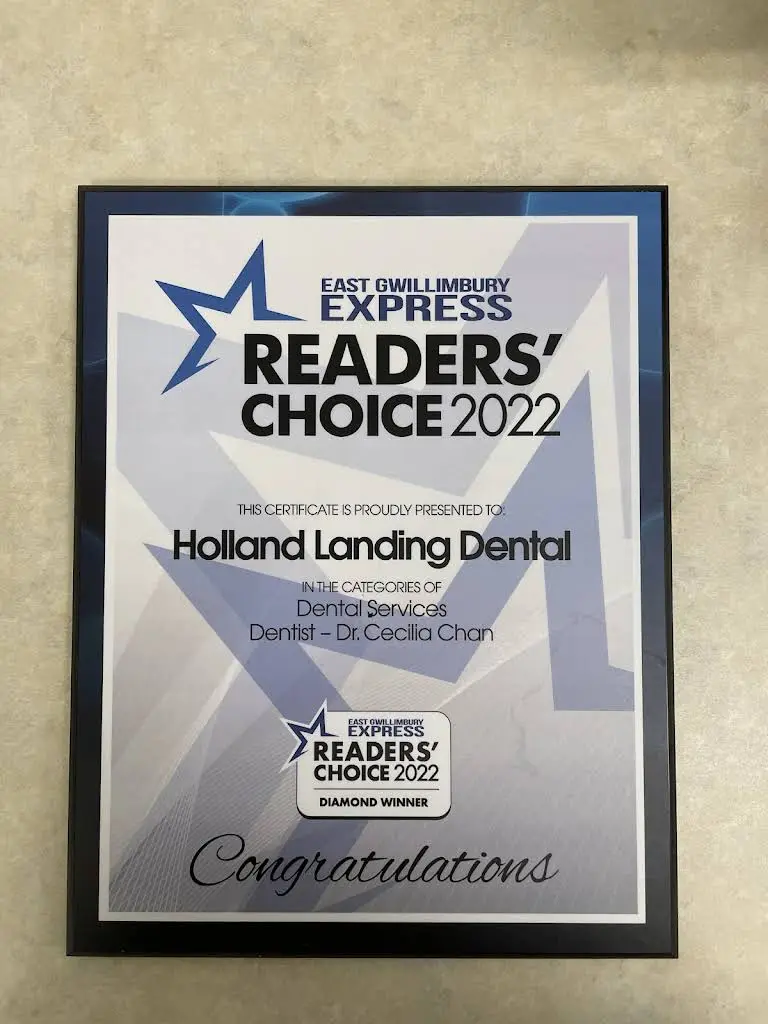 EAST GWILLIMBURY
EXPRESS
READERS'
CHOICE 2022
THIS CERTIFICATE IS PROUDLY PRESENTED TO:
Holland Landing Dental
IN THE CATEGORIES OF
Dental Services
Dentist – Dr. Cecilia Chan
EAST GWILLIMBURY
EXPRESS
READERS'
CHOICE 2022
DIAMOND WINNER
Congratulations